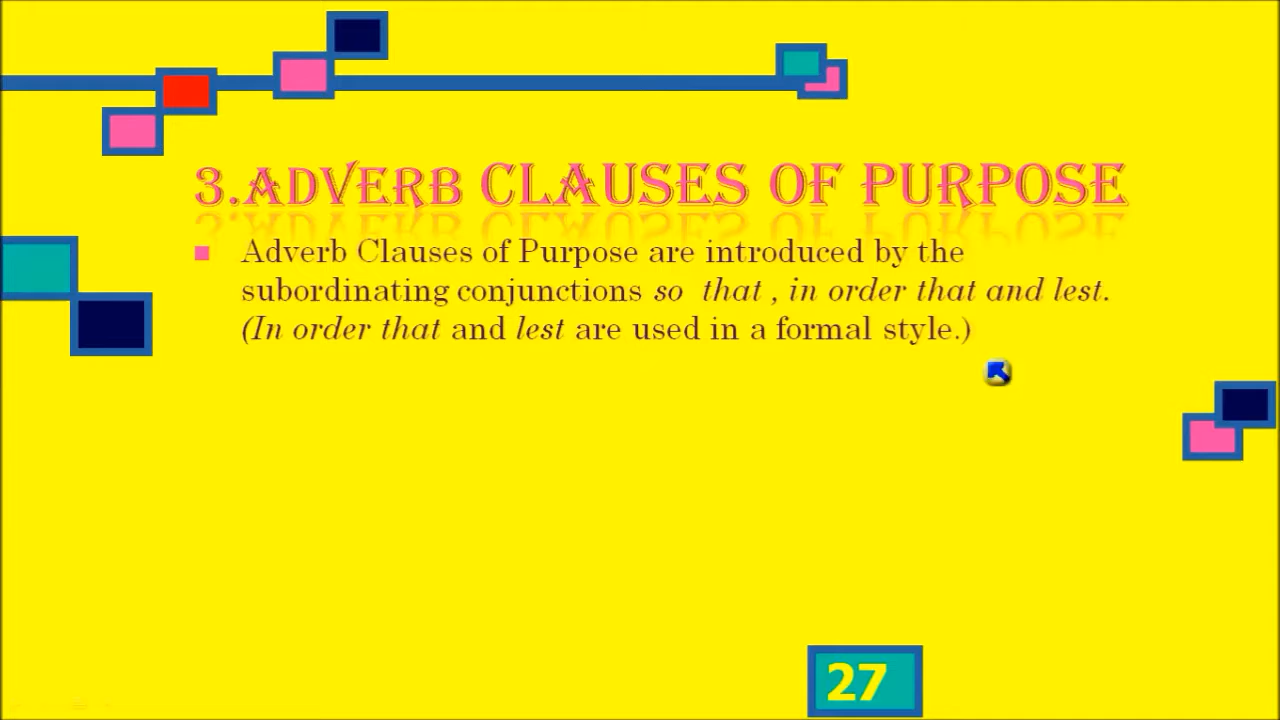 3.ADVERB CLAUSES OF PURPOSE
Adverb Clauses of Purpose are introduced by the
subordinating conjunctions so that , in order that and lest.
(In order that and lest are used in a formal style.)
27